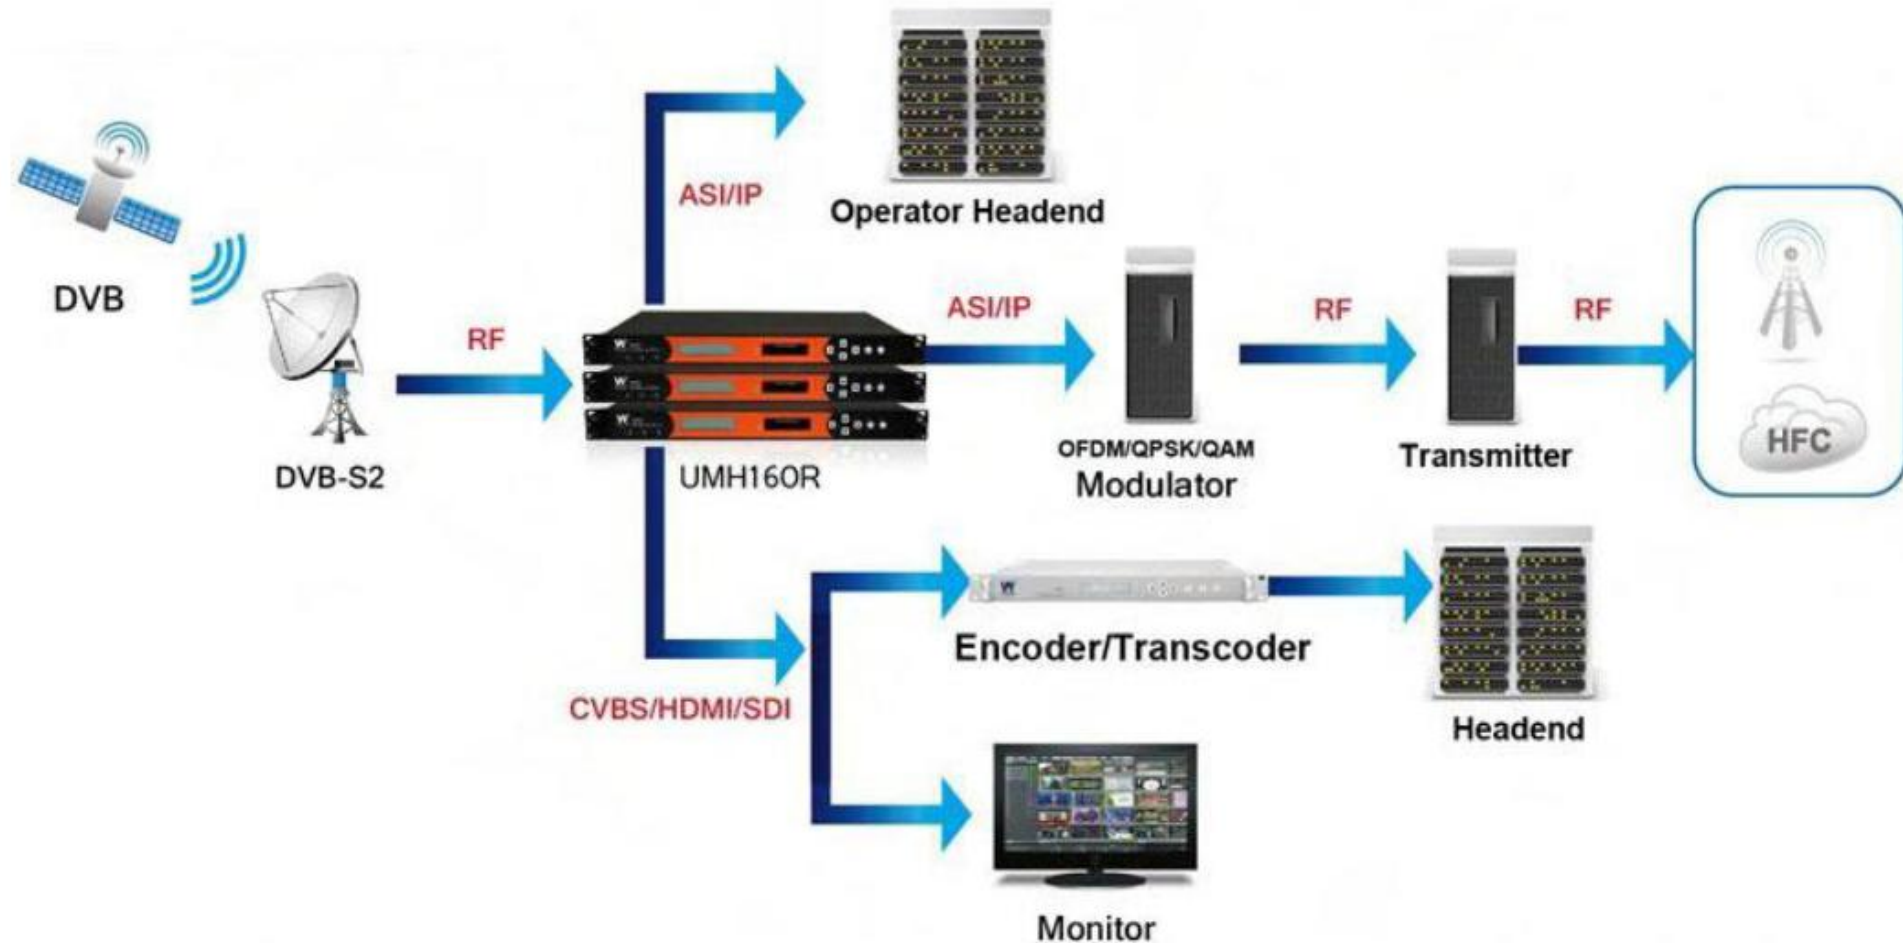 ASI/IP
Operator Headend
DVB
RF
ASI/IP
RF
RF
DVB-S2
UMH160R
OFDM/QPSK/QAM
Modulator
Transmitter
HFC
CVBS/HDMI/SDI
Encoder/Transcoder
Headend
Monitor